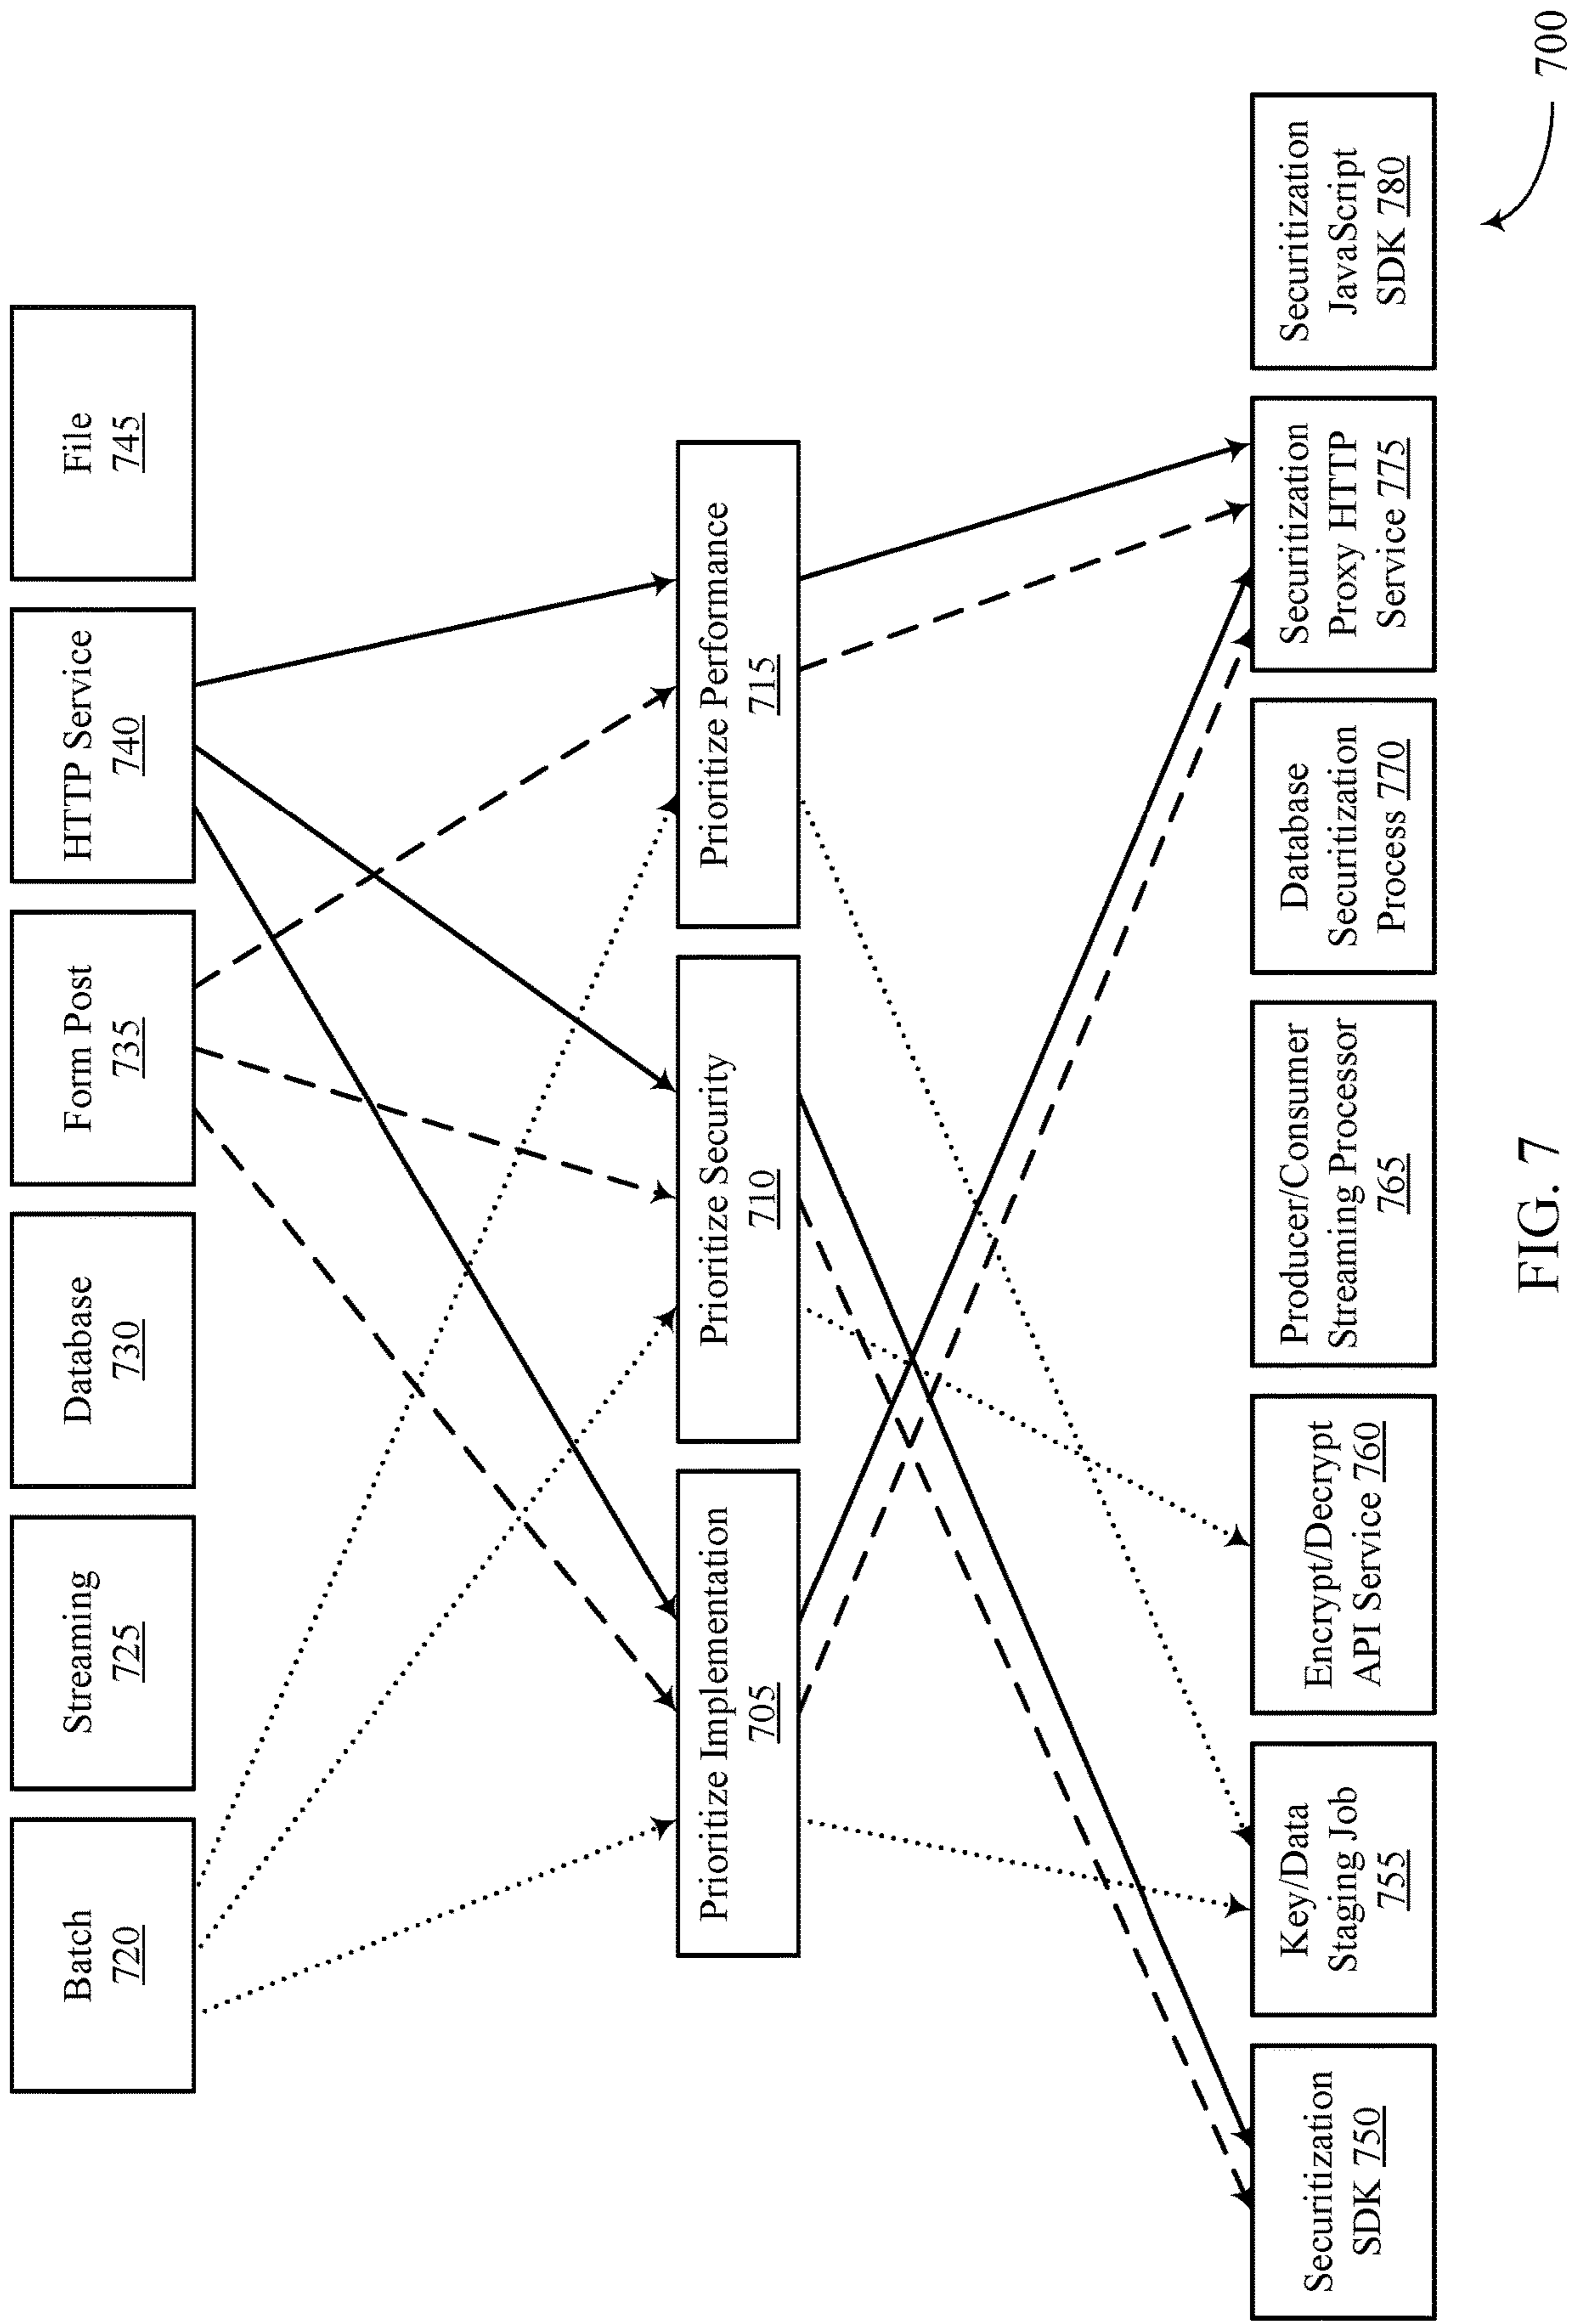 Batch
720
Streaming
725
Database
730
Form Post
735
HTTP Service
740
File
745
Prioritize Implementation
705
Prioritize Security
710
Prioritize Performance
715
Securitization
SDK 750
Key/Data
Staging Job
755
Encrypt/Decrypt
API Service 760
Producer/Consumer
Streaming Processor
765
Database
Securitization
Process 770
Securitization
Proxy HTTP
Service 775
Securitization
JavaScript
SDK 780
700
FIG. 7